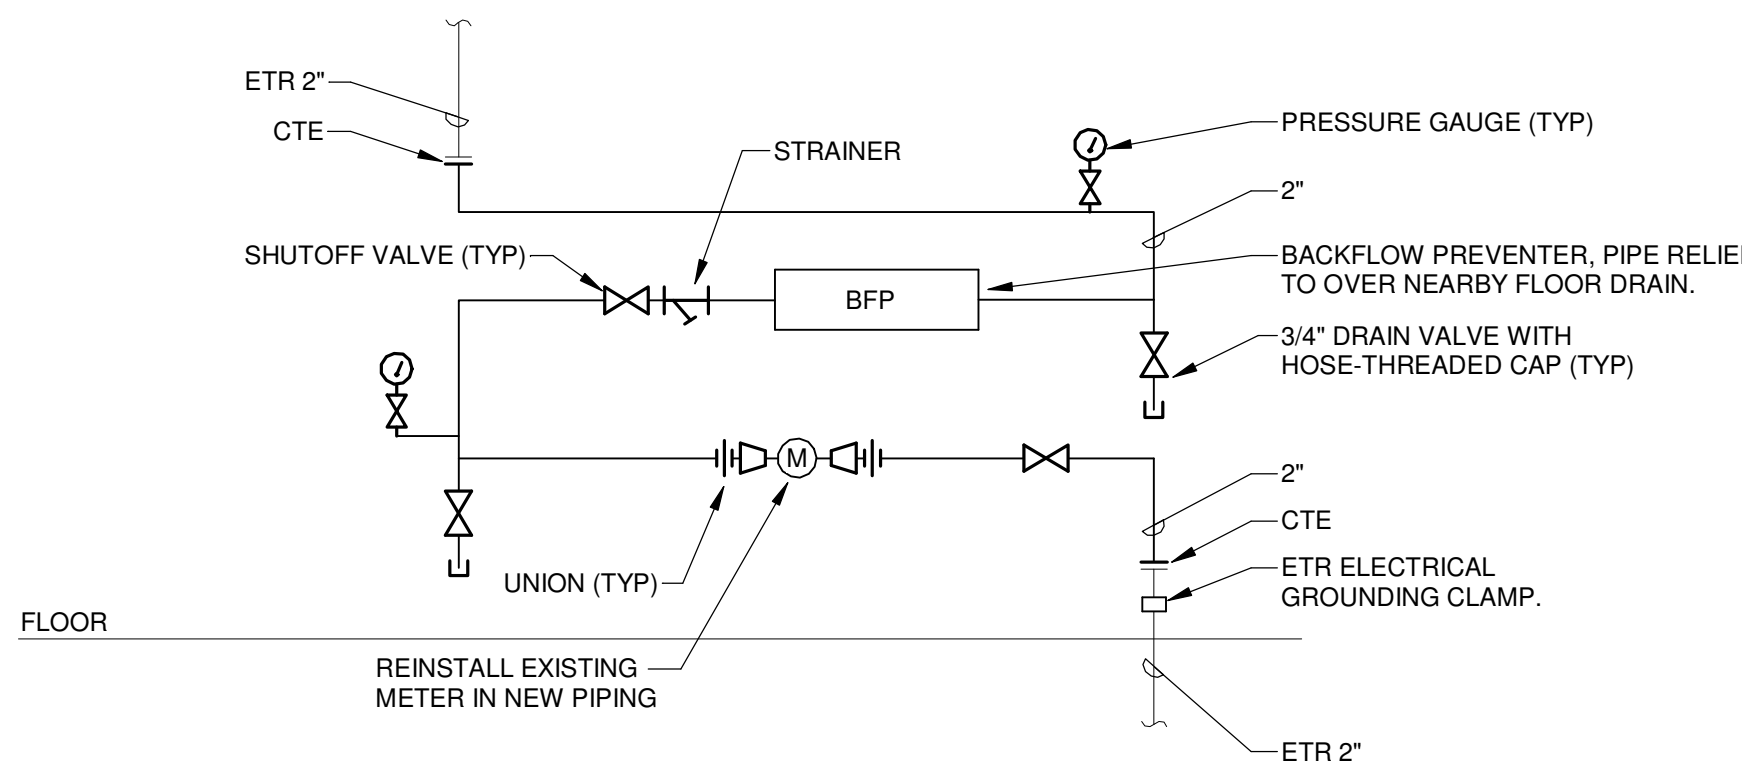 ETR 2"
CTE
STRAINER
PRESSURE GAUGE (TYP)
2"
SHUTOFF VALVE (TYP)
BFP
BACKFLOW PREVENTER, PIPE
TO OVER NEARBY FLOOR DRAIN.
3/4" DRAIN VALVE WITH
HOSE-THREADED CAP (TYP)
M
2"
CTE
UNION (TYP)
ETR ELECTRICAL
GROUNDING CLAMP.
FLOOR
REINSTALL EXISTING
METER IN NEW PIPING
ETR 2"